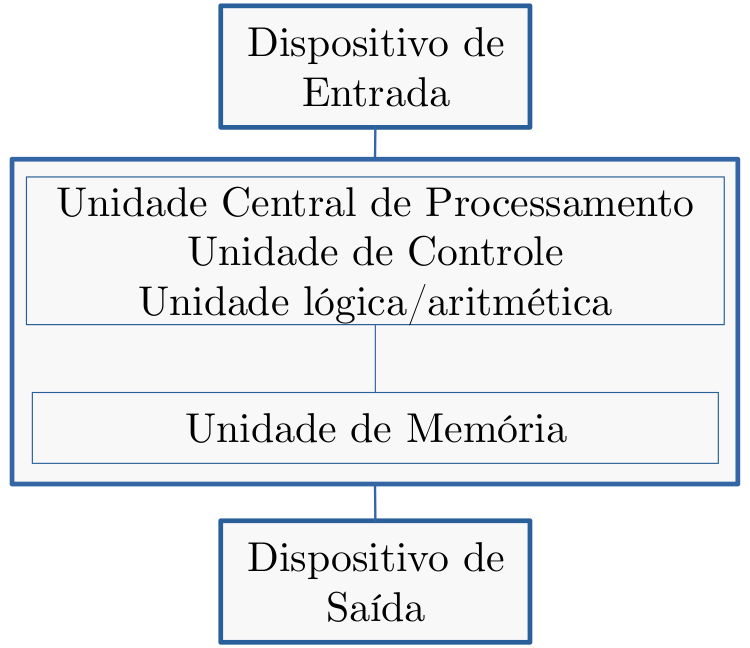 Dispositivo de
Entrada
Unidade Central de Processamento
Unidade de Controle
Unidade lógica/aritmética
Unidade de Memória
Dispositivo de
Saída